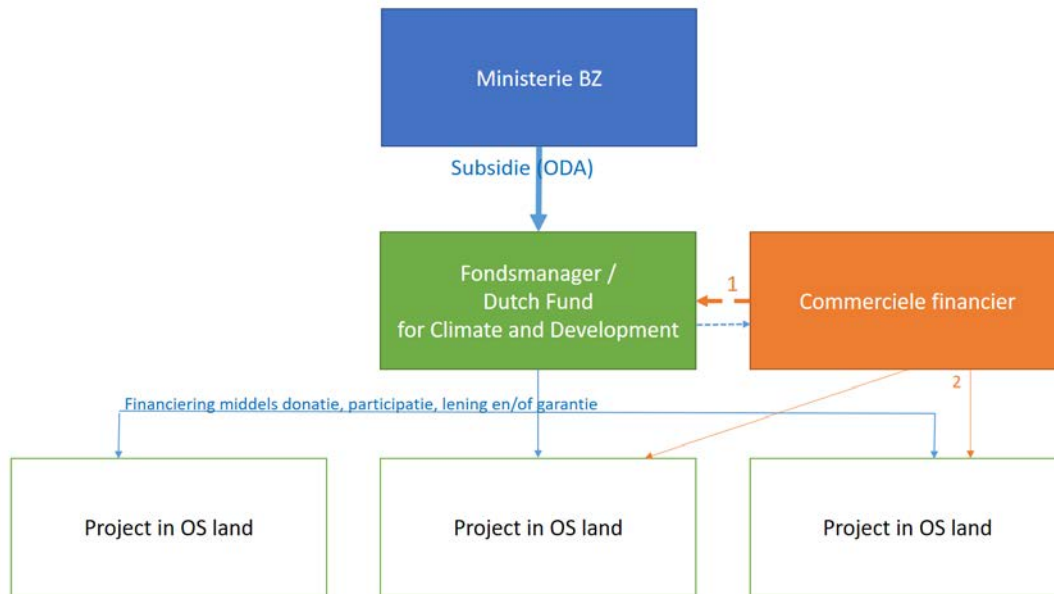 Ministerie BZ
Subsidie (ODA)
Fondsmanager /
Dutch Fund
for Climate and Development
1
Commerciele financier
2
Financiering middels donatie, participatie, lening en/of garantie
Project in OS land
Project in OS land
Project in OS land